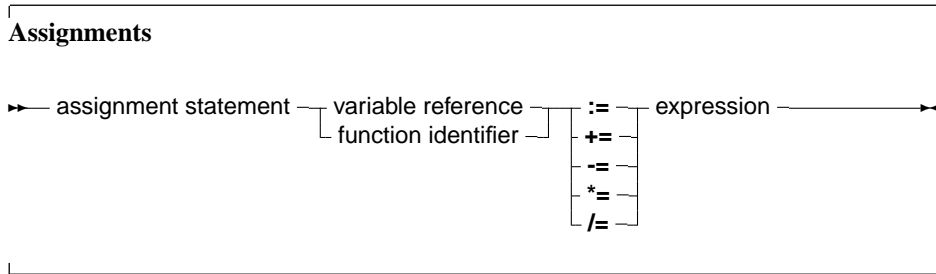 Assignments
assignment statement variable reference := expression
function identifier +=
-=
*=
/=